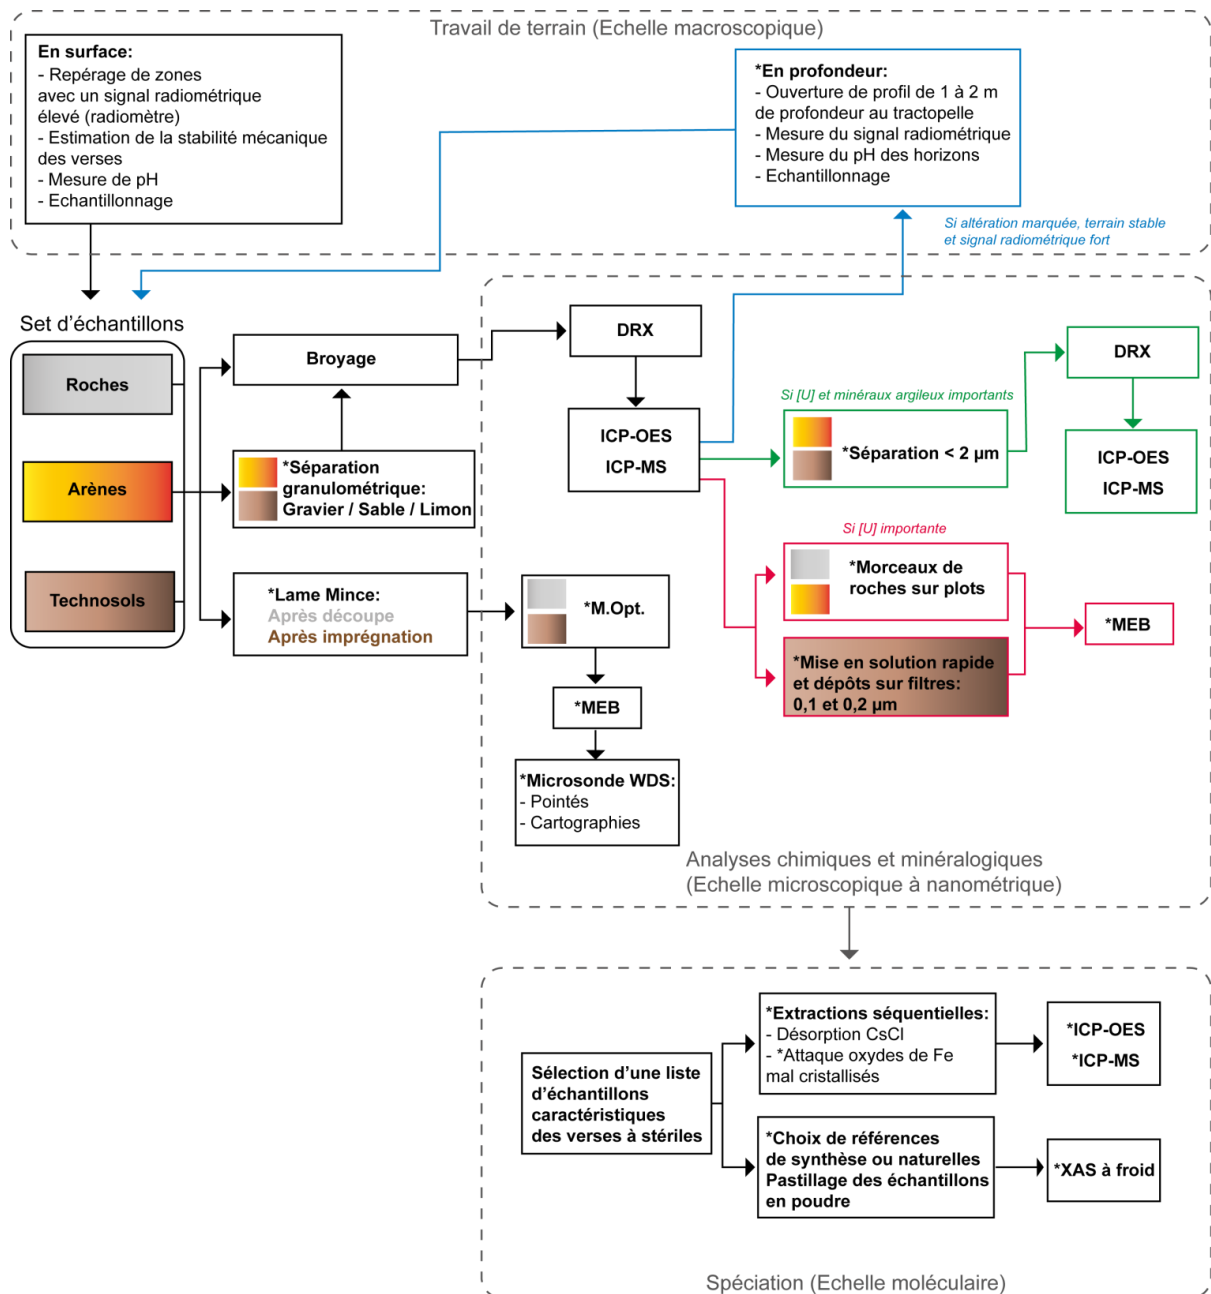 Travail de terrain (Echelle macroscopique)
En surface:
- Repérage de zones
avec un signal radiométrique
élevé (radiomètre)
- Estimation de la stabilité mécanique
des verses
- Mesure de pH
- Echantillonnage
*En profondeur:
- Ouverture de profil de 1 à 2 m
de profondeur au tractopelle
- Mesure du signal radiométrique
- Mesure du pH des horizons
- Echantillonnage
Si altération marquée, terrain stable
et signal radiométrique fort
Set d'échantillons
Roches
Arènes
Technosols
Broyage
*Séparation
granulométrique:
Gravier / Sable / Limon
*Lame Mince:
Après découpe
Après imprégnation
DRX
ICP-OES
ICP-MS
Si [U] et minéraux argileux importants
*Séparation < 2 µm
DRX
ICP-OES
ICP-MS
Si [U] importante
*Morceaux de
roches sur plots
*Mise en solution rapide
et dépôts sur filtres:
0,1 et 0,2 µm
*MEB
*M.Opt.
*MEB
*Microsonde WDS:
- Pointés
- Cartographies
Analyses chimiques et minéralogiques
(Echelle microscopique à nanométrique)
Sélection d'une liste
d'échantillons
caractéristiques
des verses à stériles
*Extractions séquentielles:
- Désorption CsCl
- *Attaque oxydes de Fe
mal cristallisés
*ICP-OES
*ICP-MS
*Choix de références
de synthèse ou naturelles
Pastillage des échantillons
en poudre
*XAS à froid
Spéciation (Echelle moléculaire)